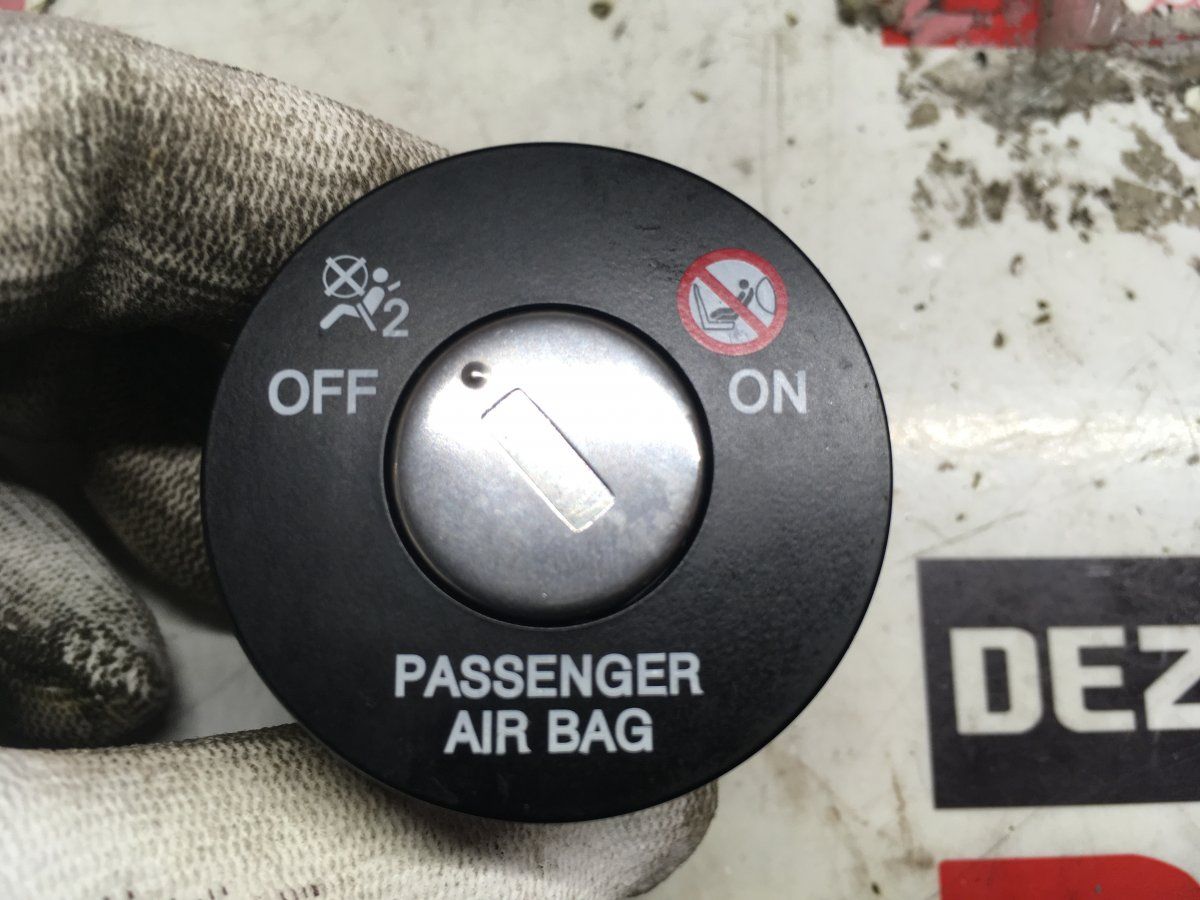 2
OFF
ON
PASSENGER
AIR BAG
DEZ